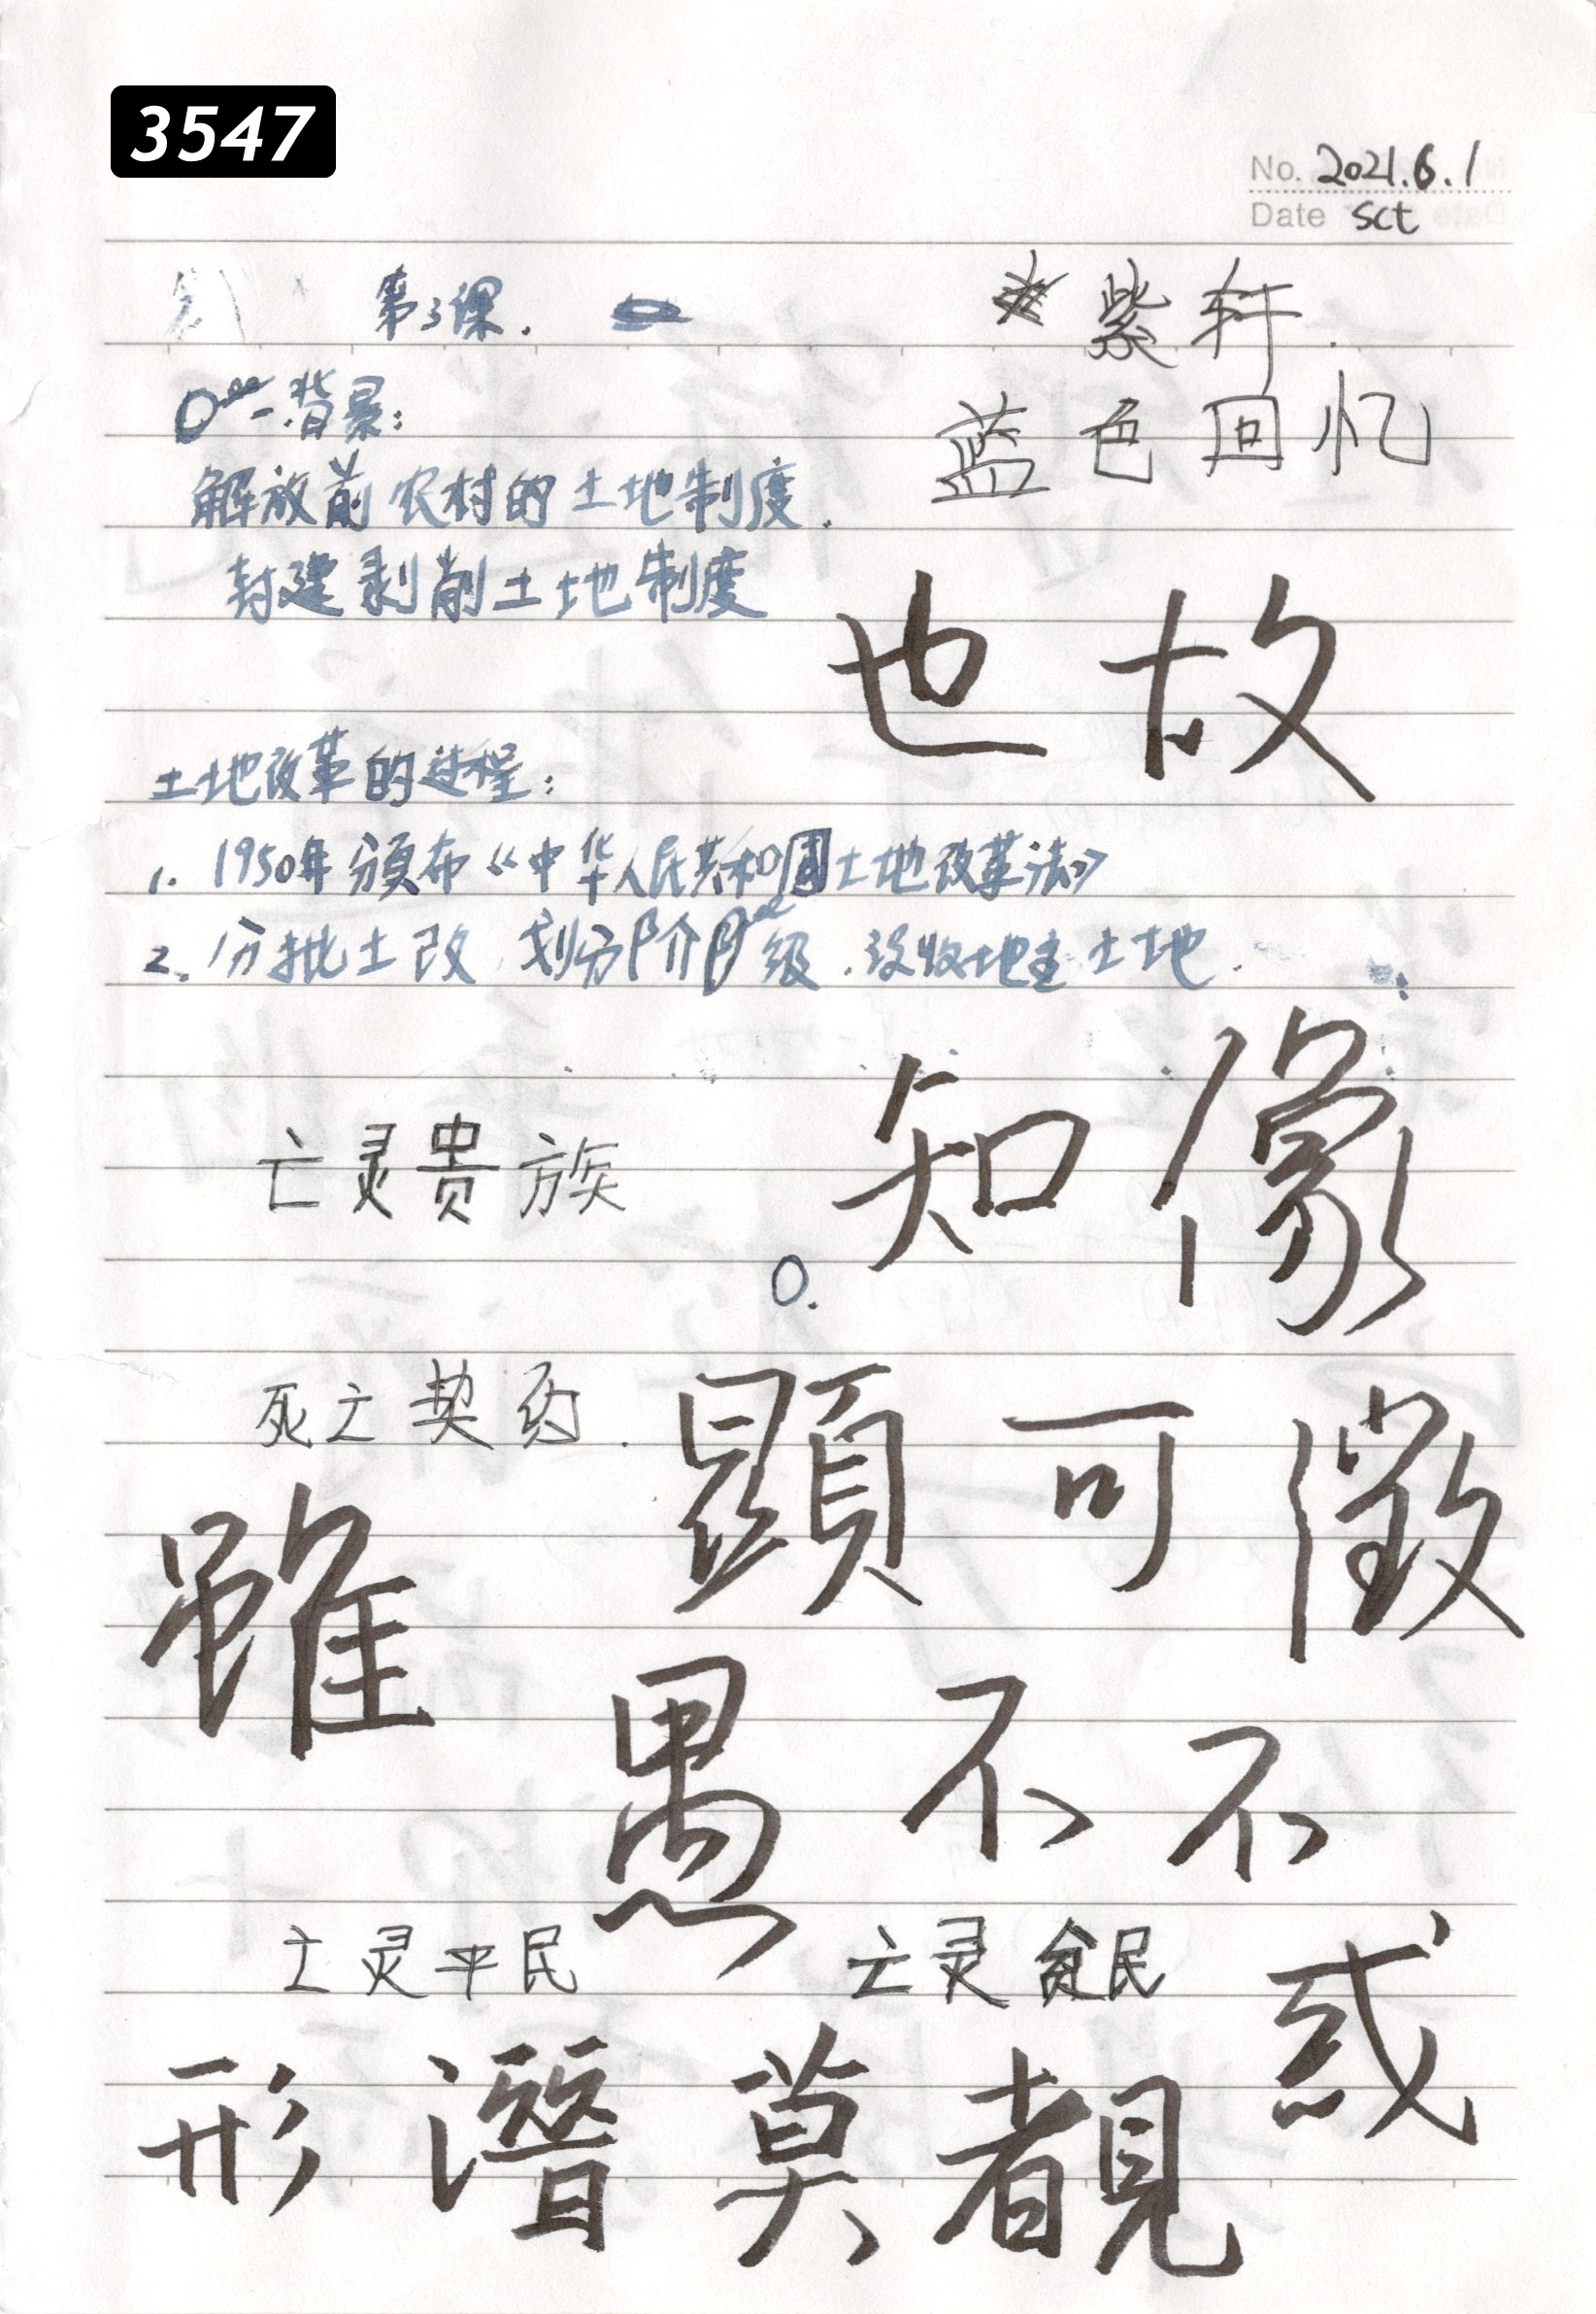 3547
No. 2021.6.1
Date sct
第3课.
紫轩.
一.背景:
蓝色回忆
解放前农村的土地制度.
封建剥削土地制度
也故
土地改革的过程:
1. 1950年颁布《中华人民共和国土地改革法》
2. 分批土改,划分阶级.没收地主土地.
知像
亡灵贵族
0.
死亡契约.
顯可徵
雖
愚不不
亡灵平民 亡灵贫民
惑
形潛莫覩